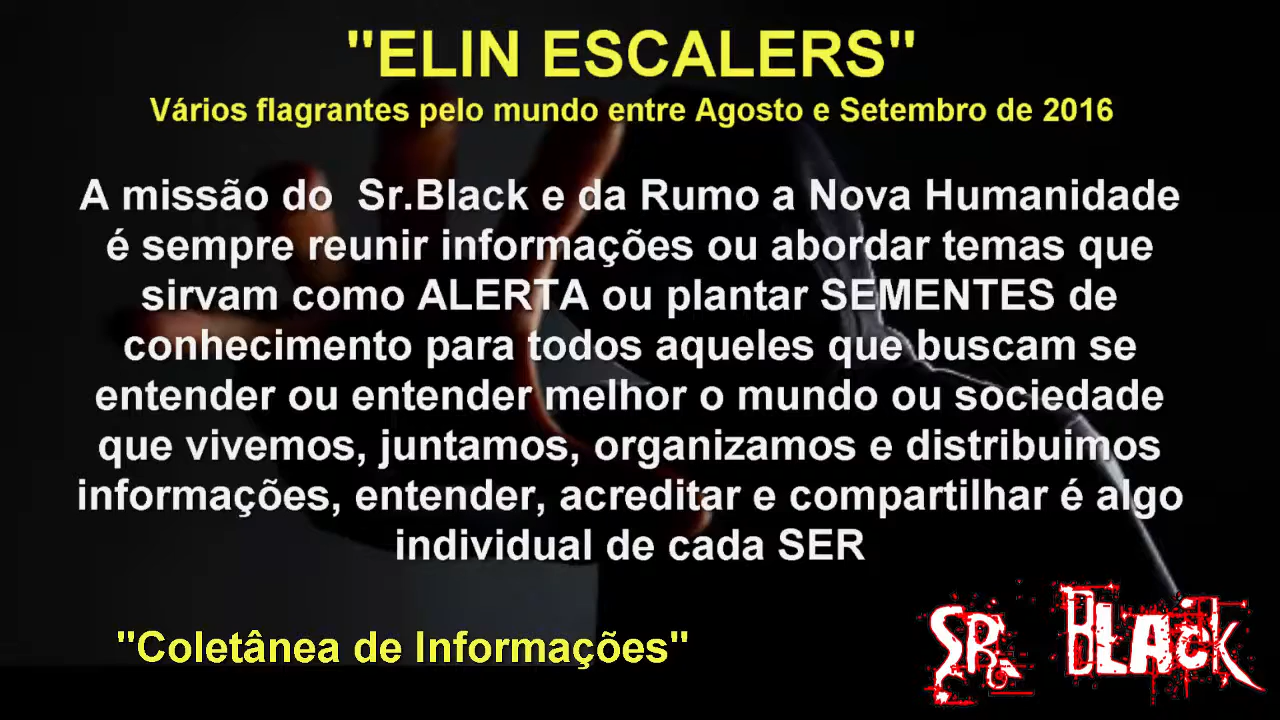 "ELIN ESCALERS"
Vários flagrantes pelo mundo entre Agosto e Setembro de 2016
A missão do Sr.Black e da Rumo a Nova Humanidade
é sempre reunir informações ou abordar temas que
sirvam como ALERTA ou plantar SEMENTES de
conhecimento para todos aqueles que buscam se
entender ou entender melhor o mundo ou sociedade
que vivemos, juntamos, organizamos e distribuimos
informações, entender, acreditar e compartilhar é algo
individual de cada SER
"Coletânea de Informações"
SR. BLACK